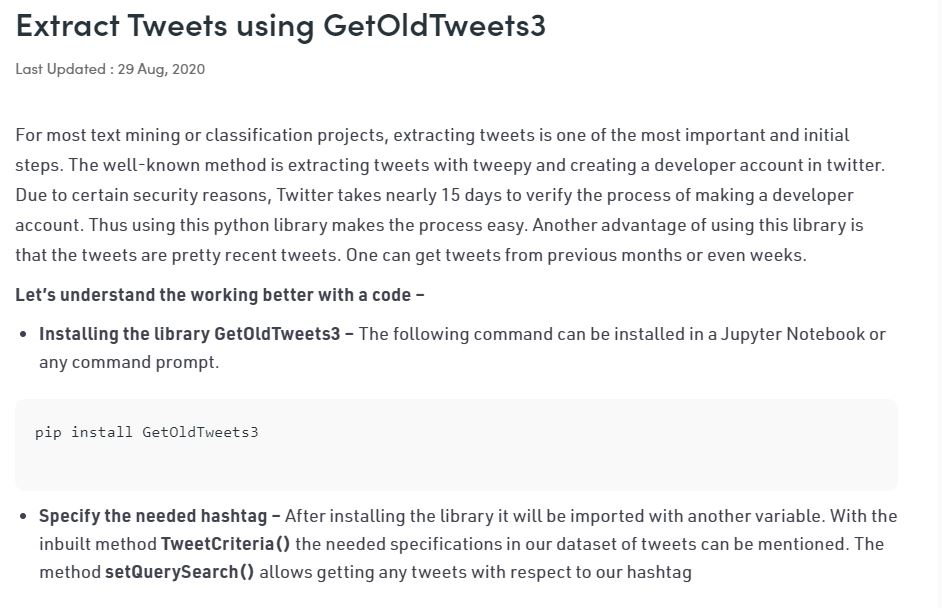 Extract Tweets using GetOldTweets3
Last Updated : 29 Aug, 2020
For most text mining or classification projects, extracting tweets is one of the most important and initial
steps. The well-known method is extracting tweets with tweepy and creating a developer account in twitter.
Due to certain security reasons, Twitter takes nearly 15 days to verify the process of making a developer
account. Thus using this python library makes the process easy. Another advantage of using this library is
that the tweets are pretty recent tweets. One can get tweets from previous months or even weeks.
Let's understand the working better with a code –
• Installing the library GetOldTweets3 – The following command can be installed in a Jupyter Notebook or
any command prompt.
pip install GetOldTweets3
• Specify the needed hashtag – After installing the library it will be imported with another variable. With the
inbuilt method TweetCriteria() the needed specifications in our dataset of tweets can be mentioned. The
method setQuerySearch() allows getting any tweets with respect to our hashtag